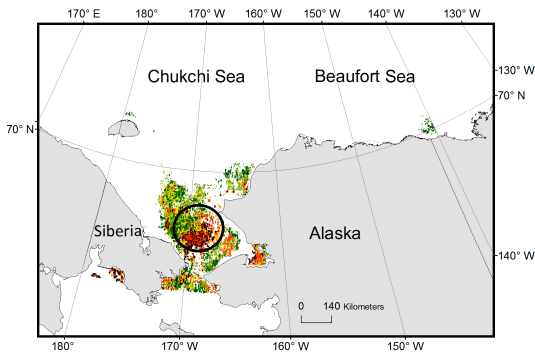 170° E 180° 170° W 160° W 150° W 140° W 130° W
Chukchi Sea Beaufort Sea
130° W
70° N
70° N
Siberia Alaska
140° W
0 140 Kilometers
180° 170° W 160° W 150° W